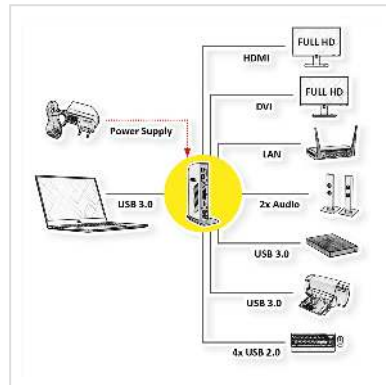 FULL HD
HDMI
FULL HD
DVI
Power Supply
LAN
USB 3.0
2x Audio
USB 3.0
USB 3.0
4x USB 2.0